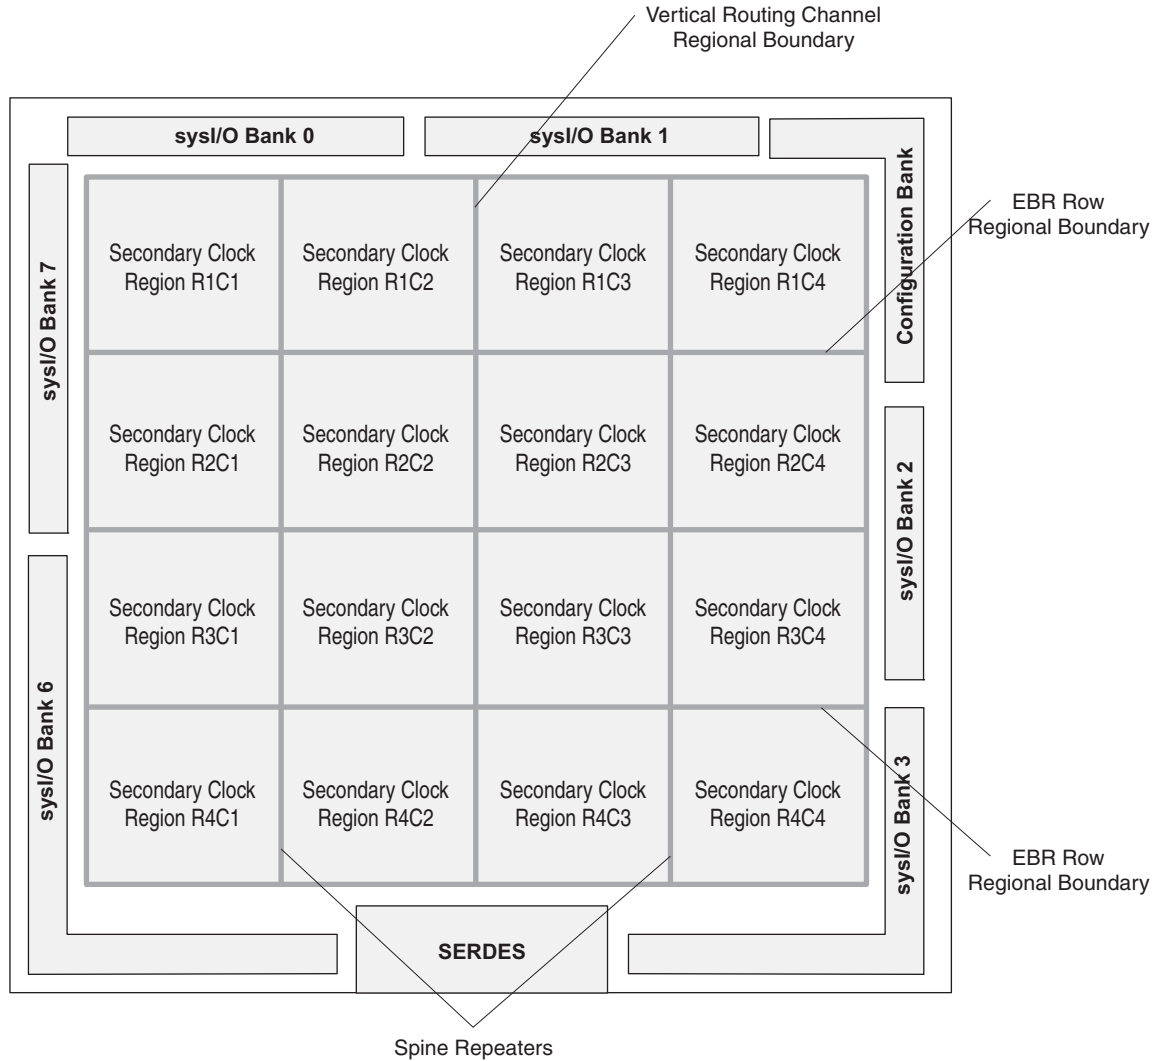 Vertical Routing Channel
Regional Boundary
sysI/O Bank 0
sysI/O Bank 1
Configuration Bank
EBR Row
Regional Boundary
sysI/O Bank 7
Secondary Clock
Region R1C1
Secondary Clock
Region R1C2
Secondary Clock
Region R1C3
Secondary Clock
Region R1C4
Secondary Clock
Region R2C1
Secondary Clock
Region R2C2
Secondary Clock
Region R2C3
Secondary Clock
Region R2C4
sysI/O Bank 2
sysI/O Bank 6
Secondary Clock
Region R3C1
Secondary Clock
Region R3C2
Secondary Clock
Region R3C3
Secondary Clock
Region R3C4
Secondary Clock
Region R4C1
Secondary Clock
Region R4C2
Secondary Clock
Region R4C3
Secondary Clock
Region R4C4
sysI/O Bank 3
EBR Row
Regional Boundary
SERDES
Spine Repeaters